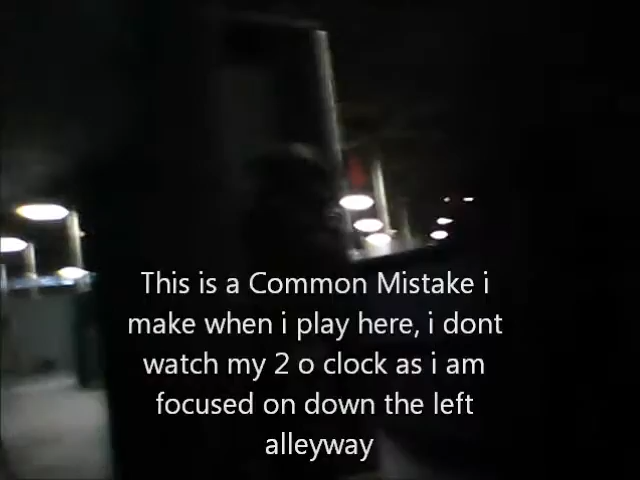 This is a Common Mistake i
make when i play here, i dont
watch my 2 o clock as i am
focused on down the left
alleyway